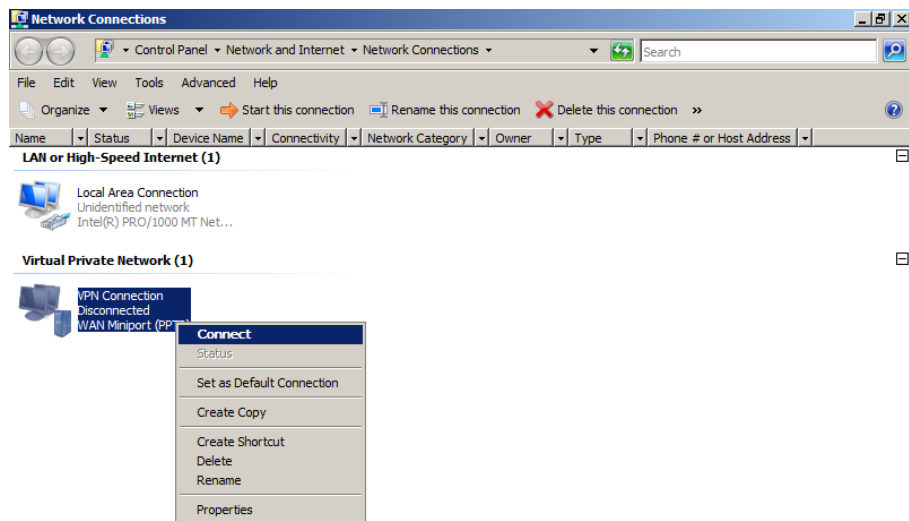 Network Connections
Control Panel Network and Internet Network Connections Search
File Edit View Tools Advanced Help
Organize Views Start this connection Rename this connection Delete this connection »
Name Status Device Name Connectivity Network Category Owner Type Phone # or Host Address
LAN or High-Speed Internet (1)
Local Area Connection
Unidentified network
Intel(R) PRO/1000 MT Net...
Virtual Private Network (1)
VPN Connection
Disconnected
WAN Miniport
Connect
Status
Set as Default Connection
Create Copy
Create Shortcut
Delete
Rename
Properties